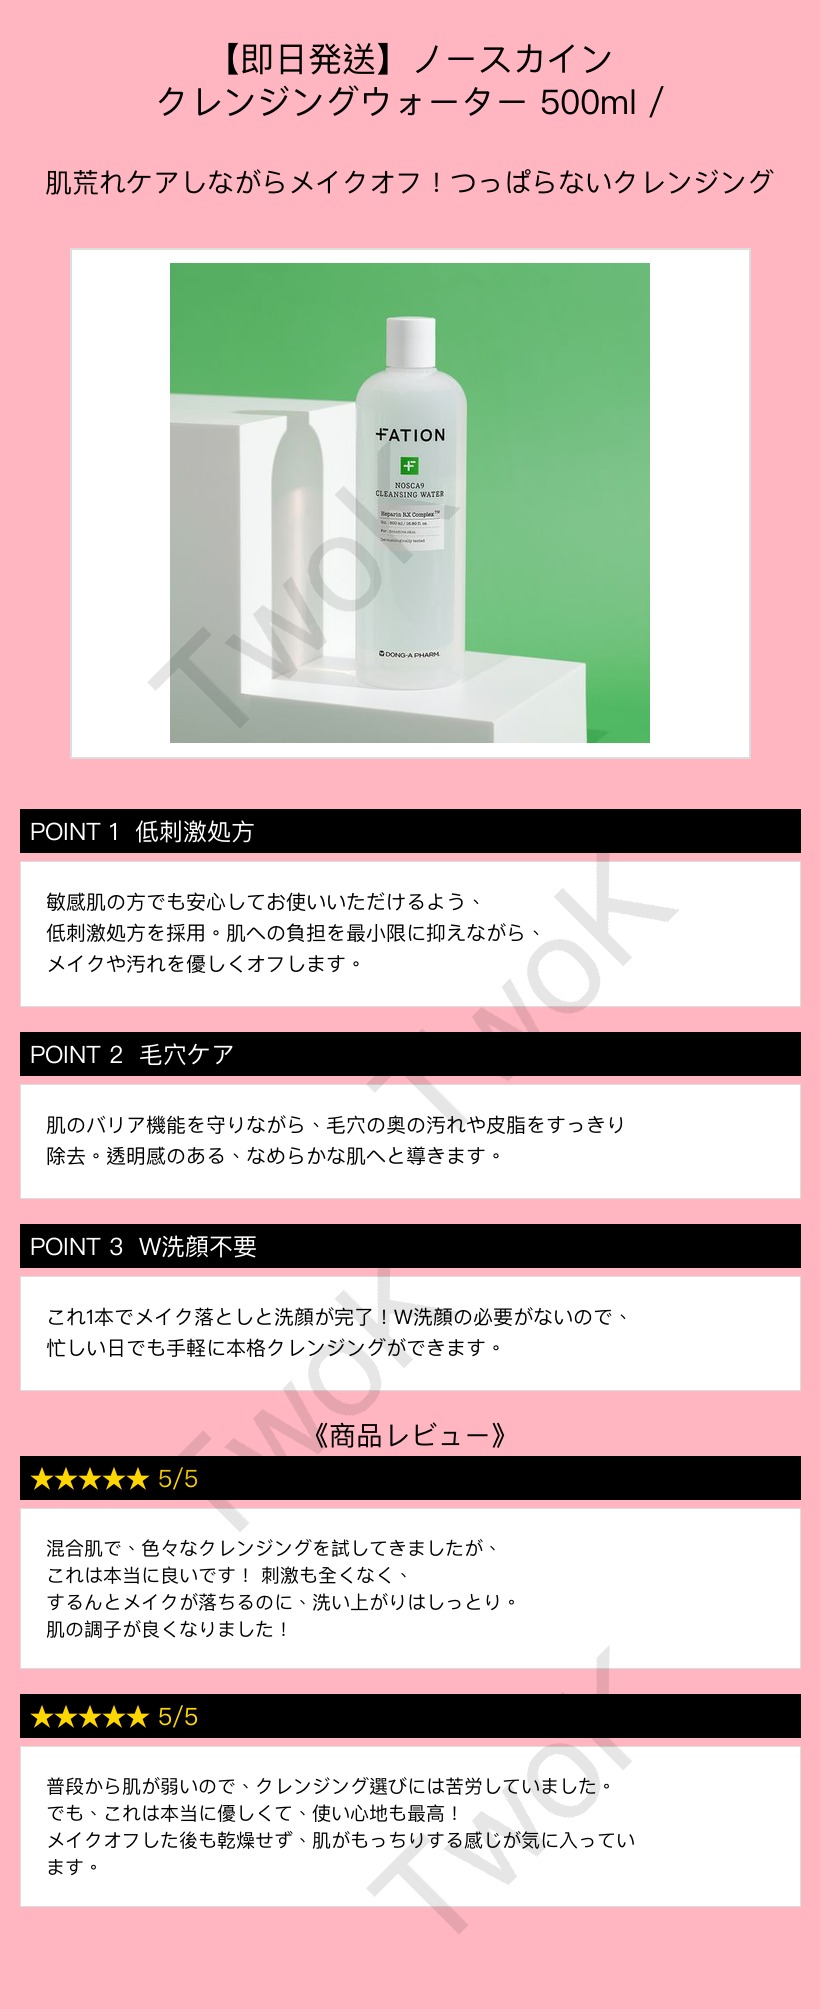 【即日発送】ノースカイン
クレンジングウォーター 500ml /
肌荒れケアしながらメイクオフ！つっぱらないクレンジング
FATION
NOSCA9
CLEANSING WATER
Heparin RX Complex™
Vol. : 500 ml / 16.90 fl. oz.
For : Sensitive skin
Dermatologically tested
DONG-A PHARM.
TwoK
POINT 1 低刺激処方
敏感肌の方でも安心してお使いいただけるよう、
低刺激処方を採用。肌への負担を最小限に抑えながら、
メイクや汚れを優しくオフします。
TwoK
POINT 2 毛穴ケア
肌のバリア機能を守りながら、毛穴の奥の汚れや皮脂をすっきり
除去。透明感のある、なめらかな肌へと導きます。
POINT 3 W洗顔不要
これ1本でメイク落としと洗顔が完了！W洗顔の必要がないので、
忙しい日でも手軽に本格クレンジングができます。
TwoK
《商品レビュー》
★★★★★ 5/5
混合肌で、色々なクレンジングを試してきましたが、
これは本当に良いです！ 刺激も全くなく、
するんとメイクが落ちるのに、洗い上がりはしっとり。
肌の調子が良くなりました！
★★★★★ 5/5
普段から肌が弱いので、クレンジング選びには苦労していました。
でも、これは本当に優しくて、使い心地も最高！
メイクオフした後も乾燥せず、肌がもっちりする感じが気に入ってい
ます。
TwoK